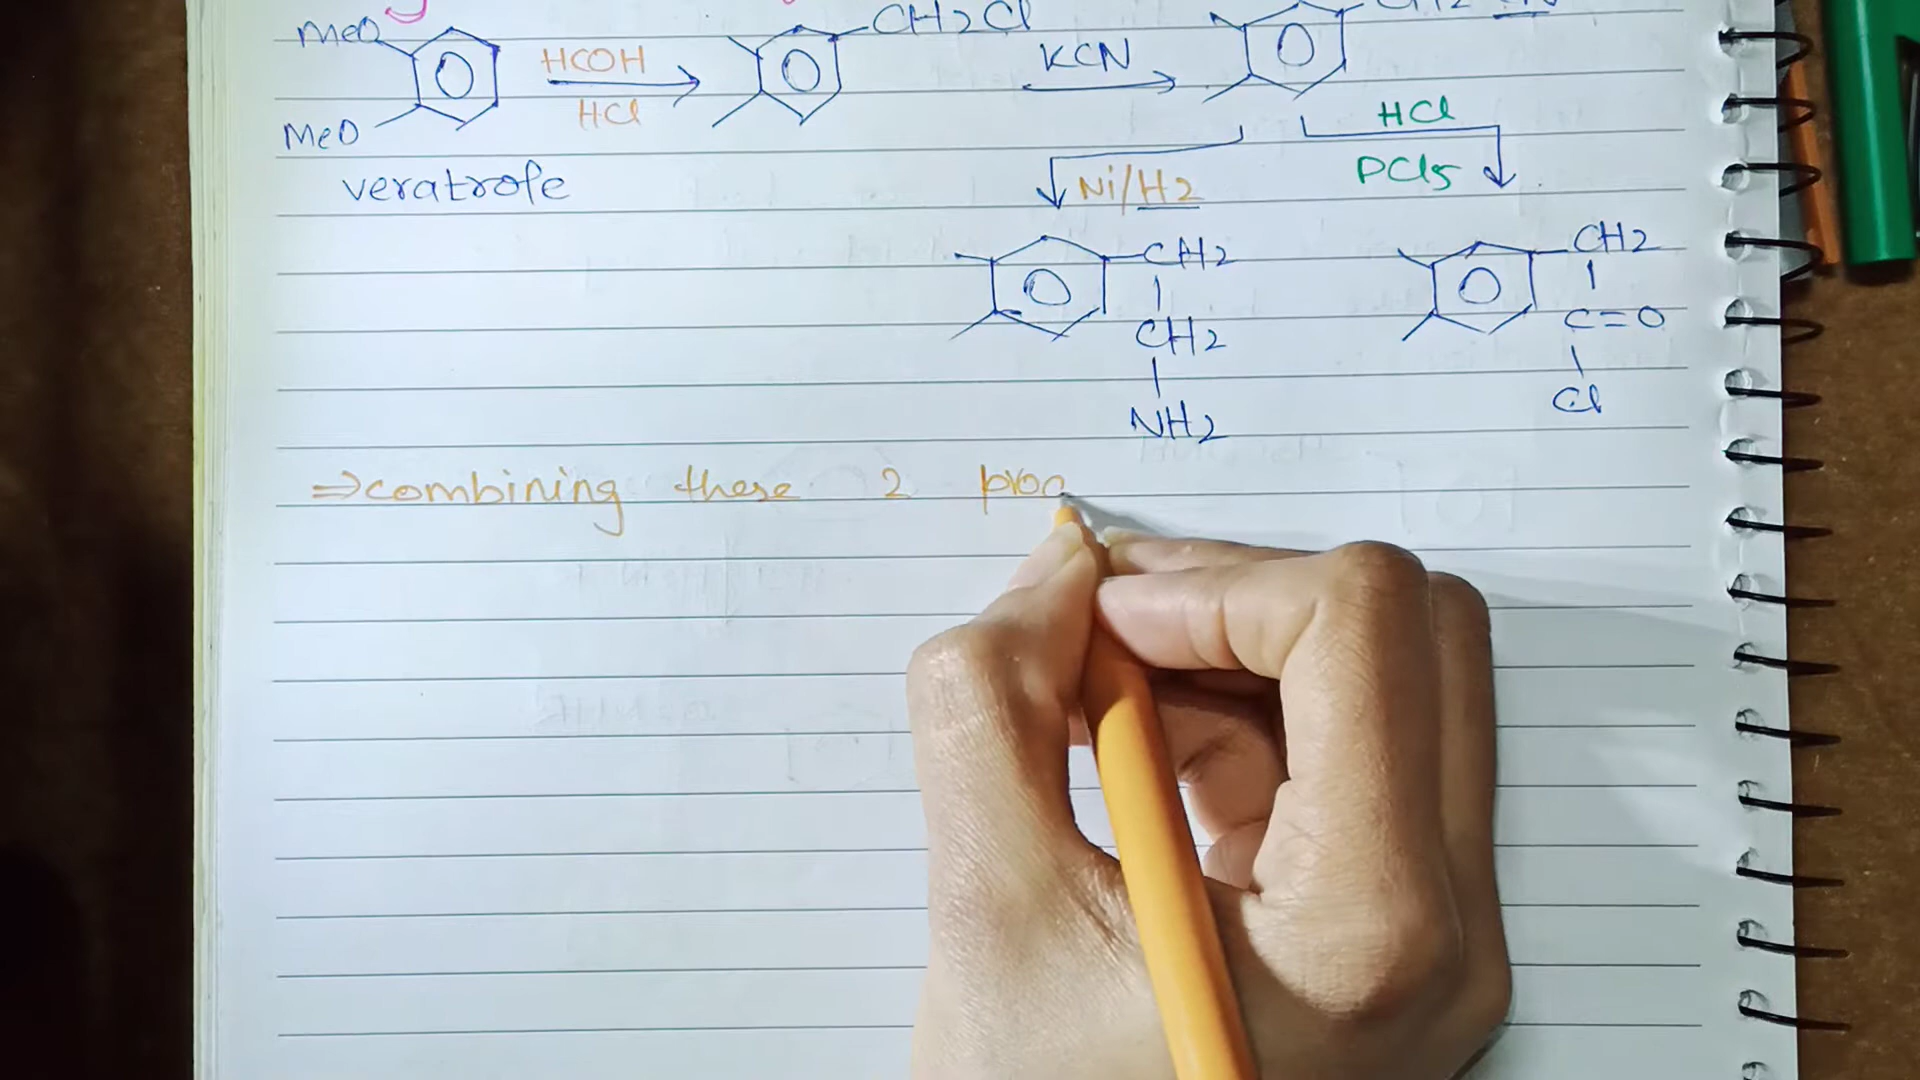 MeO CH2Cl
HCOH KCN
HCl HCl
MeO
veratrole Ni/H2 PCl5
CH2 CH2
CH2 C=O
NH2 Cl
⇒combining these 2 proc